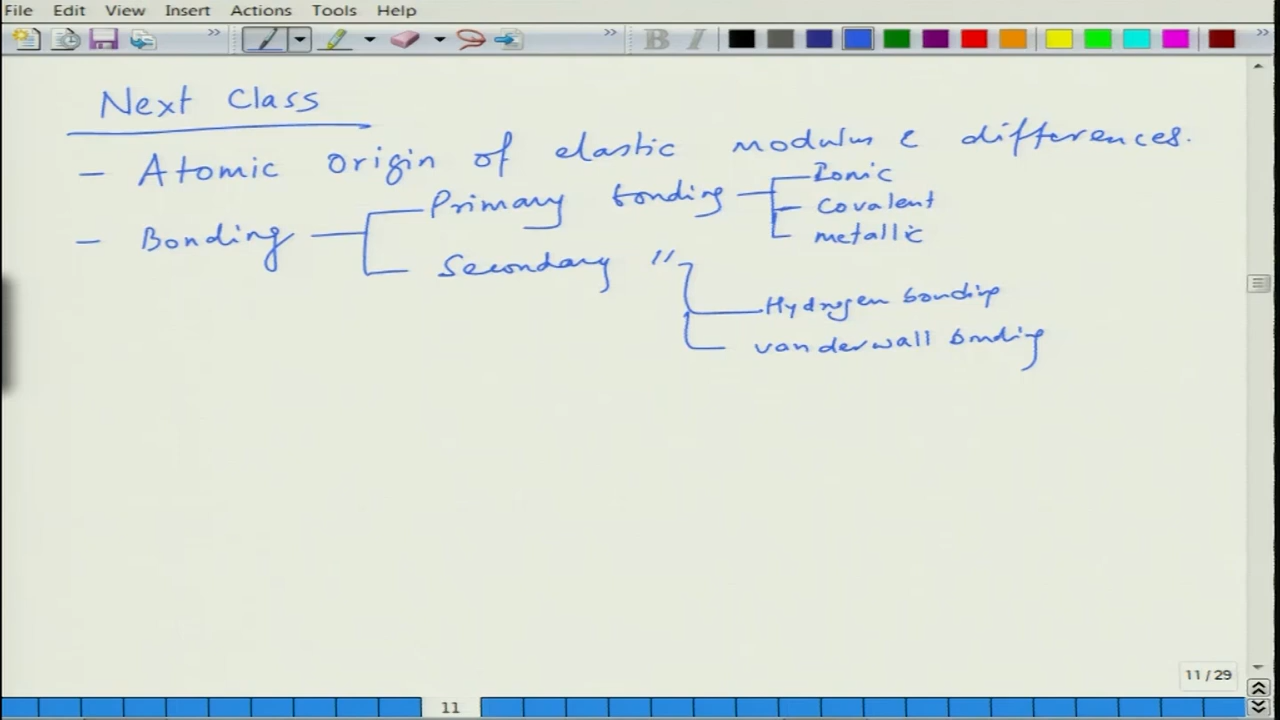 File Edit View Insert Actions Tools Help
Next Class
- Atomic origin of elastic modulus & differences.
- Bonding
Primary bonding
Ionic
Covalent
metallic
Secondary "
Hydrogen bonding
vanderwall bonding
11 / 29
11